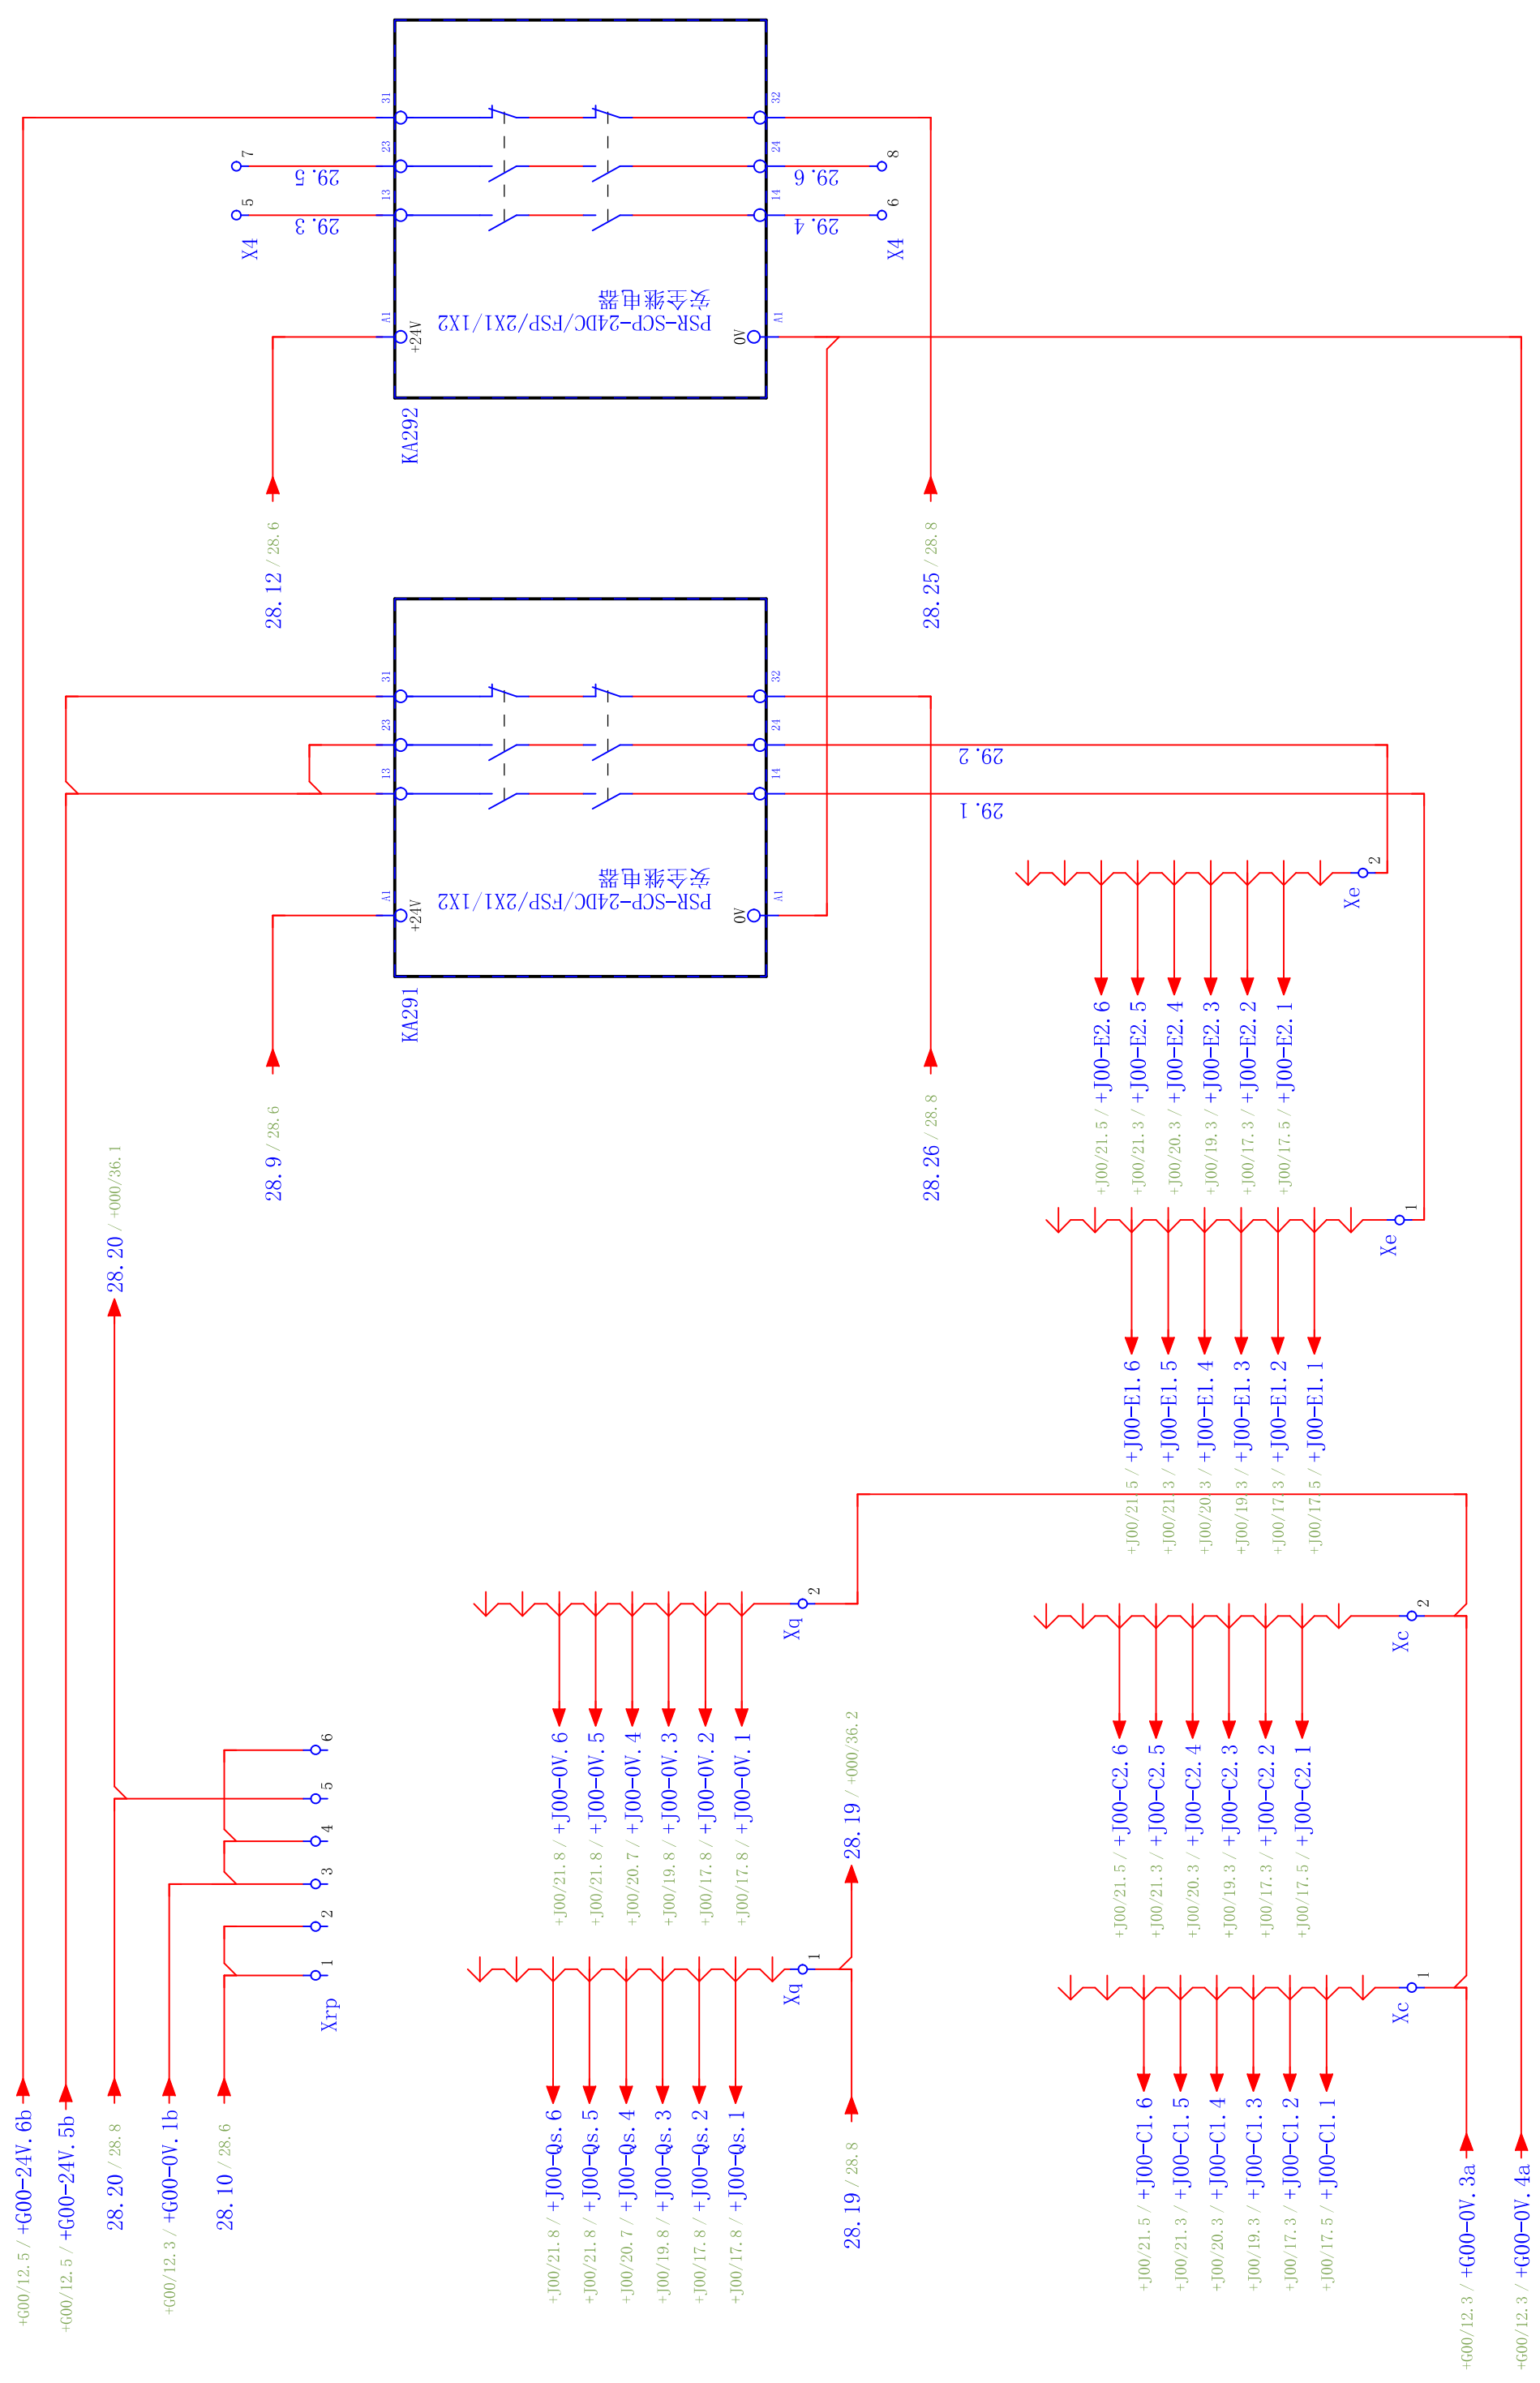 +G00/12.5 / +G00-24V.6b
+G00/12.5 / +G00-24V.5b
28.20 / 28.8
+G00/12.3 / +G00-0V.1b
28.10 / 28.6
28.20 / +000/36.1
Xrp
1
2
3
4
5
6
28.9 / 28.6
KA291
A1
13
23
31
+24V
PSR-SCP-24DC/FSP/2X1/1X2
安全继电器
0V
A1
14
24
32
28.26 / 28.8
29.1
29.2
28.12 / 28.6
KA292
A1
13
23
31
+24V
PSR-SCP-24DC/FSP/2X1/1X2
安全继电器
0V
A1
14
24
32
X4
5
7
29.3
29.5
29.4
29.6
X4
6
8
28.25 / 28.8
+J00/21.8 / +J00-Qs.6
+J00/21.8 / +J00-Qs.5
+J00/20.7 / +J00-Qs.4
+J00/19.8 / +J00-Qs.3
+J00/17.8 / +J00-Qs.2
+J00/17.8 / +J00-Qs.1
Xq
1
28.19 / 28.8
28.19 / +000/36.2
+J00/21.8 / +J00-0V.6
+J00/21.8 / +J00-0V.5
+J00/20.7 / +J00-0V.4
+J00/19.8 / +J00-0V.3
+J00/17.8 / +J00-0V.2
+J00/17.8 / +J00-0V.1
Xq
2
+J00/21.5 / +J00-C1.6
+J00/21.3 / +J00-C1.5
+J00/20.3 / +J00-C1.4
+J00/19.3 / +J00-C1.3
+J00/17.3 / +J00-C1.2
+J00/17.5 / +J00-C1.1
Xc
1
+J00/21.5 / +J00-C2.6
+J00/21.3 / +J00-C2.5
+J00/20.3 / +J00-C2.4
+J00/19.3 / +J00-C2.3
+J00/17.3 / +J00-C2.2
+J00/17.5 / +J00-C2.1
Xc
2
+J00/21.5 / +J00-E1.6
+J00/21.3 / +J00-E1.5
+J00/20.3 / +J00-E1.4
+J00/19.3 / +J00-E1.3
+J00/17.3 / +J00-E1.2
+J00/17.5 / +J00-E1.1
Xe
1
+J00/21.5 / +J00-E2.6
+J00/21.3 / +J00-E2.5
+J00/20.3 / +J00-E2.4
+J00/19.3 / +J00-E2.3
+J00/17.3 / +J00-E2.2
+J00/17.5 / +J00-E2.1
Xe
2
+G00/12.3 / +G00-0V.3a
+G00/12.3 / +G00-0V.4a